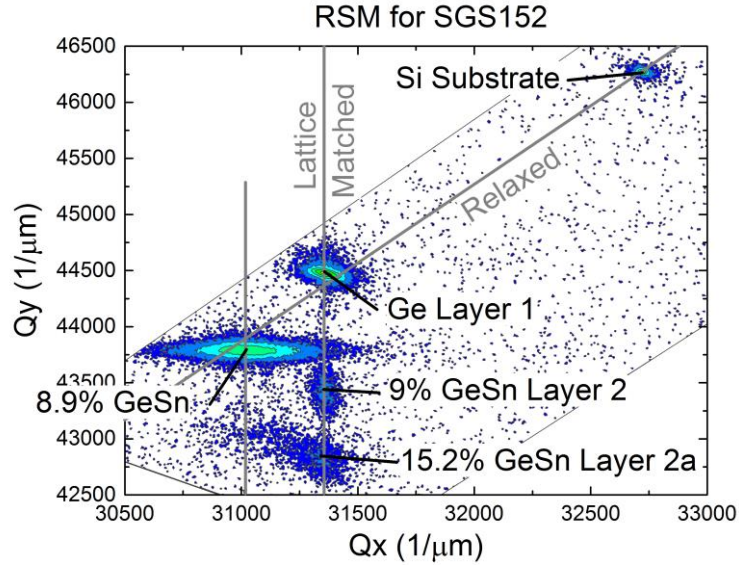 RSM for SGS152
46500
46000
45500
45000
44500
44000
43500
43000
42500
Qy (1/μm)
Si Substrate
Lattice
Matched
Relaxed
Ge Layer 1
8.9% GeSn
9% GeSn Layer 2
15.2% GeSn Layer 2a
30500 31000 31500 32000 32500 33000
Qx (1/μm)